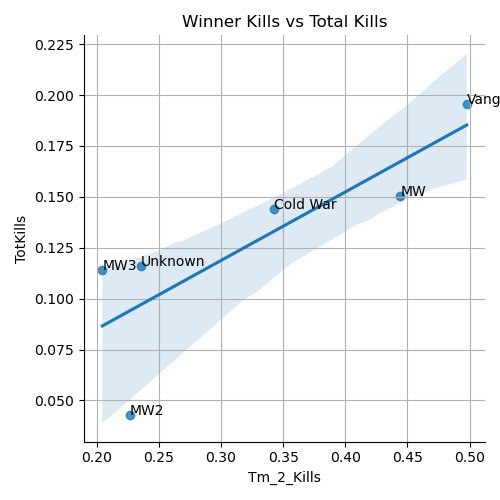 Winner Kills vs Total Kills
TotKills
0.225
0.200
0.175
0.150
0.125
0.100
0.075
0.050
Vang
MW
Cold War
Unknown
MW3
MW2
0.20
0.25
0.30
0.35
0.40
0.45
0.50
Tm_2_Kills